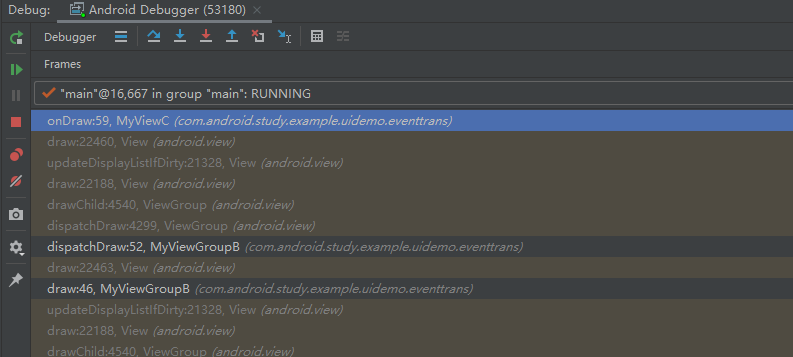 Debug: Android Debugger (53180)
Debugger
Frames
"main"@16,667 in group "main": RUNNING
onDraw:59, MyViewC (com.android.study.example.uidemo.eventtrans)
draw:22460, View (android.view)
updateDisplayListIfDirty:21328, View (android.view)
draw:22188, View (android.view)
drawChild:4540, ViewGroup (android.view)
dispatchDraw:4299, ViewGroup (android.view)
dispatchDraw:52, MyViewGroupB (com.android.study.example.uidemo.eventtrans)
draw:22463, View (android.view)
draw:46, MyViewGroupB (com.android.study.example.uidemo.eventtrans)
updateDisplayListIfDirty:21328, View (android.view)
draw:22188, View (android.view)
drawChild:4540, ViewGroup (android.view)